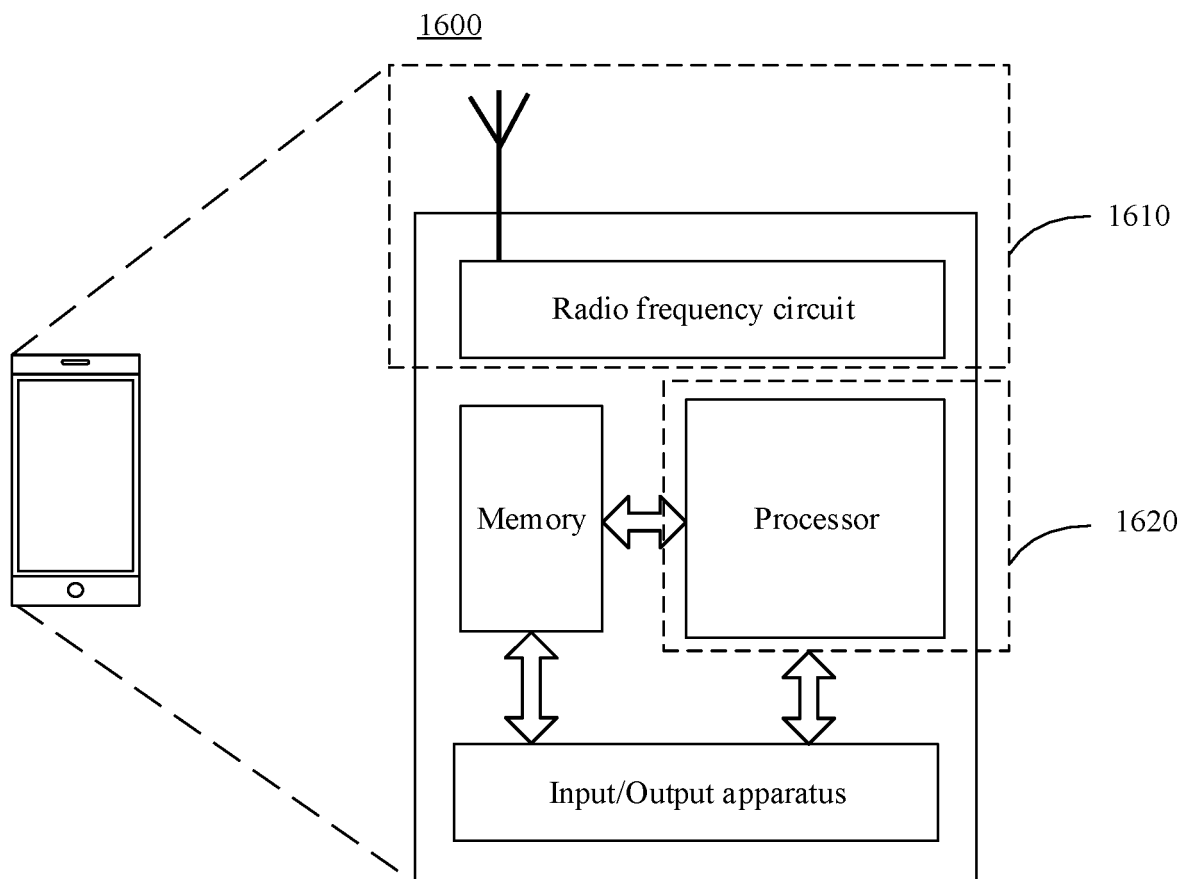 1600
1610
Radio frequency circuit
Memory
Processor
1620
Input/Output apparatus